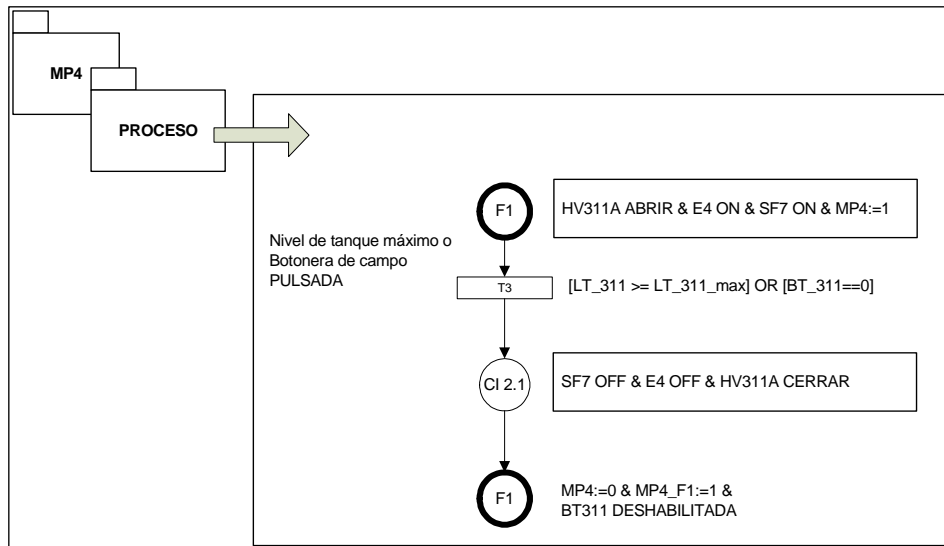 MP4
PROCESO
F1
HV311A ABRIR & E4 ON & SF7 ON & MP4:=1
Nivel de tanque máximo o
Botonera de campo
PULSADA
T3
[LT_311 >= LT_311_max] OR [BT_311==0]
CI 2.1
SF7 OFF & E4 OFF & HV311A CERRAR
F1
MP4:=0 & MP4_F1:=1 &
BT311 DESHABILITADA